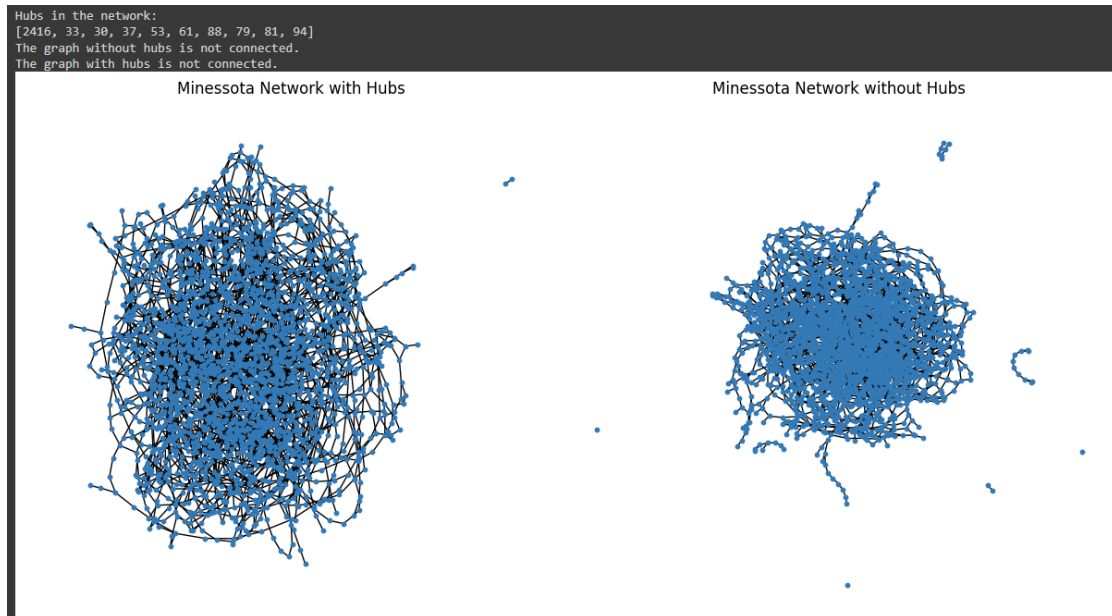 Hubs in the network:
[2416, 33, 30, 37, 53, 61, 88, 79, 81, 94]
The graph without hubs is not connected.
The graph with hubs is not connected.
Minessota Network with Hubs
Minessota Network without Hubs